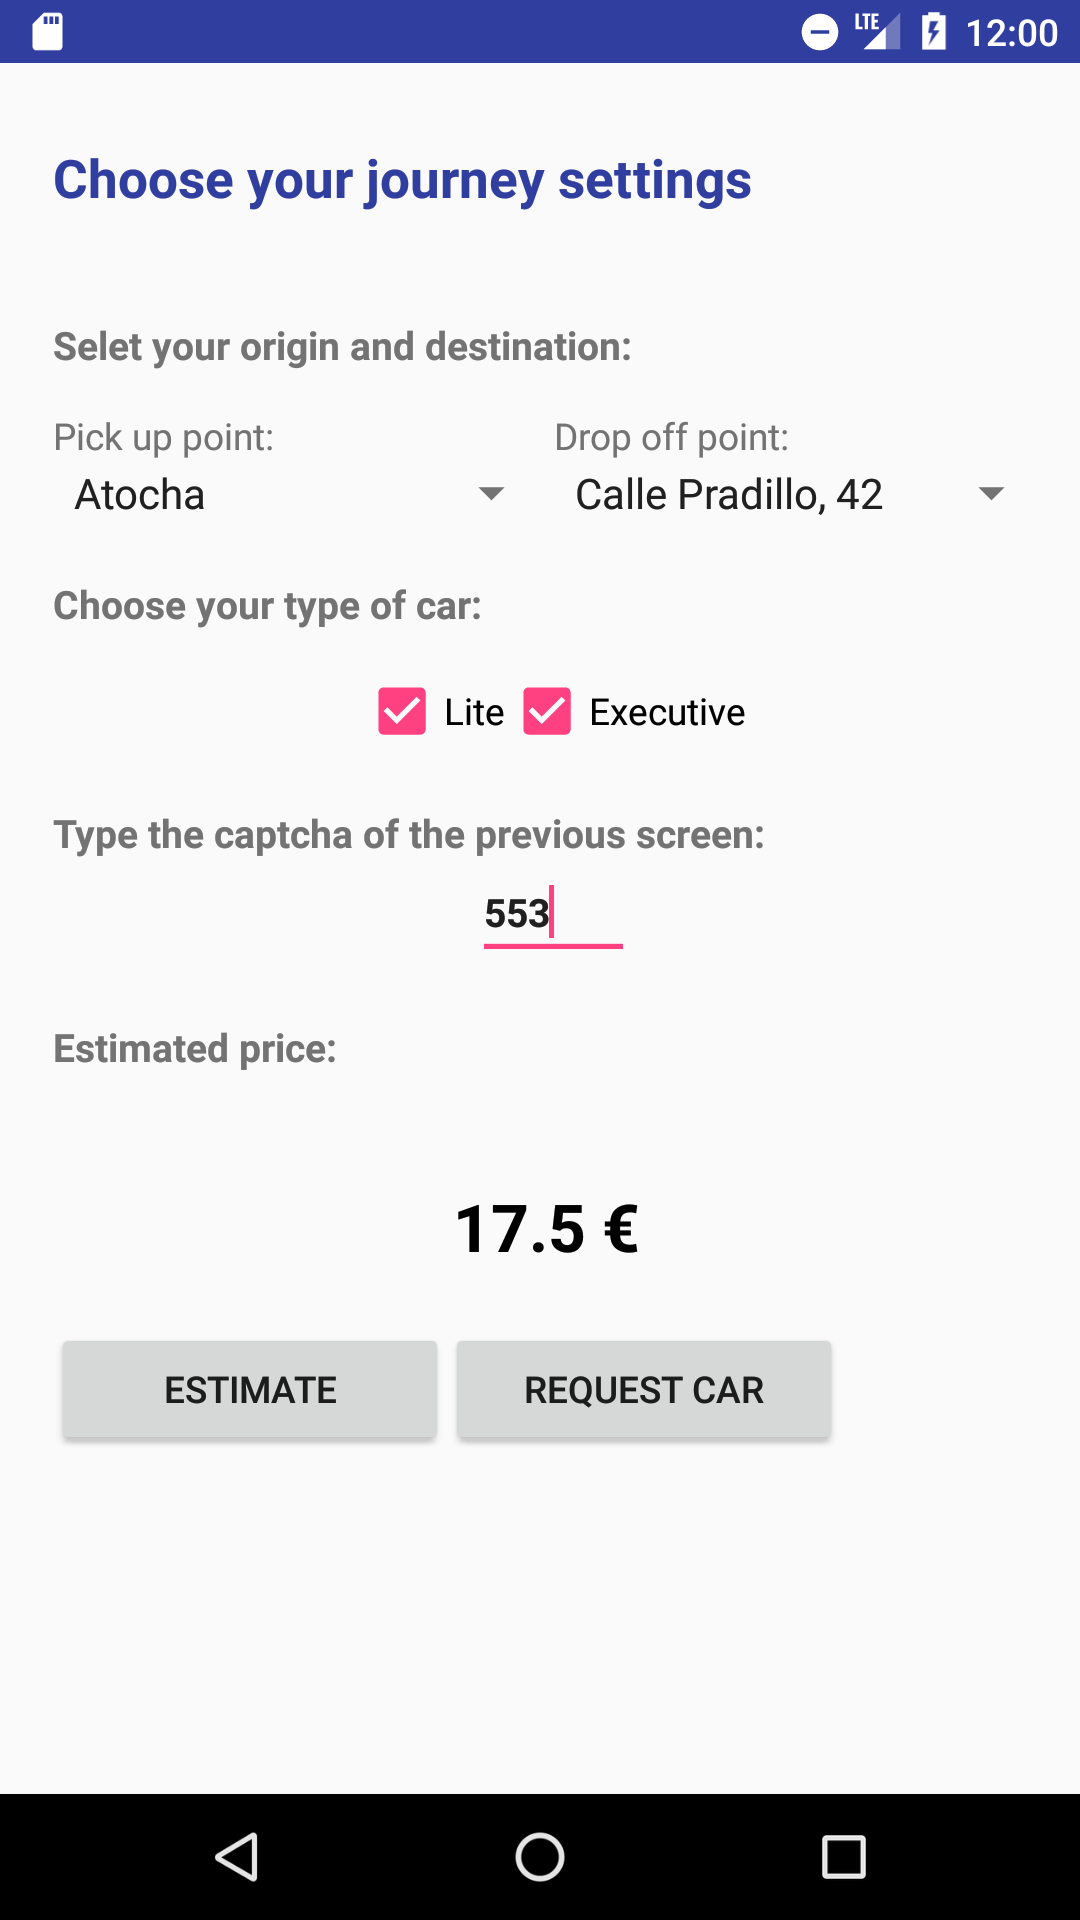 LTE 12:00
Choose your journey settings
Selet your origin and destination:
Pick up point: Drop off point:
Atocha Calle Pradillo, 42
Choose your type of car:
Lite Executive
Type the captcha of the previous screen:
553
Estimated price:
17.5 €
ESTIMATE REQUEST CAR